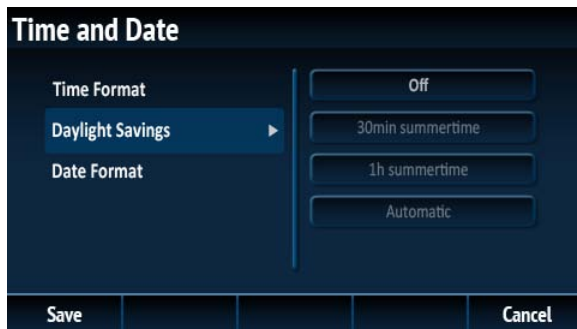 Time and Date
Time Format
Off
Daylight Savings
30min summertime
Date Format
1h summertime
Automatic
Save
Cancel